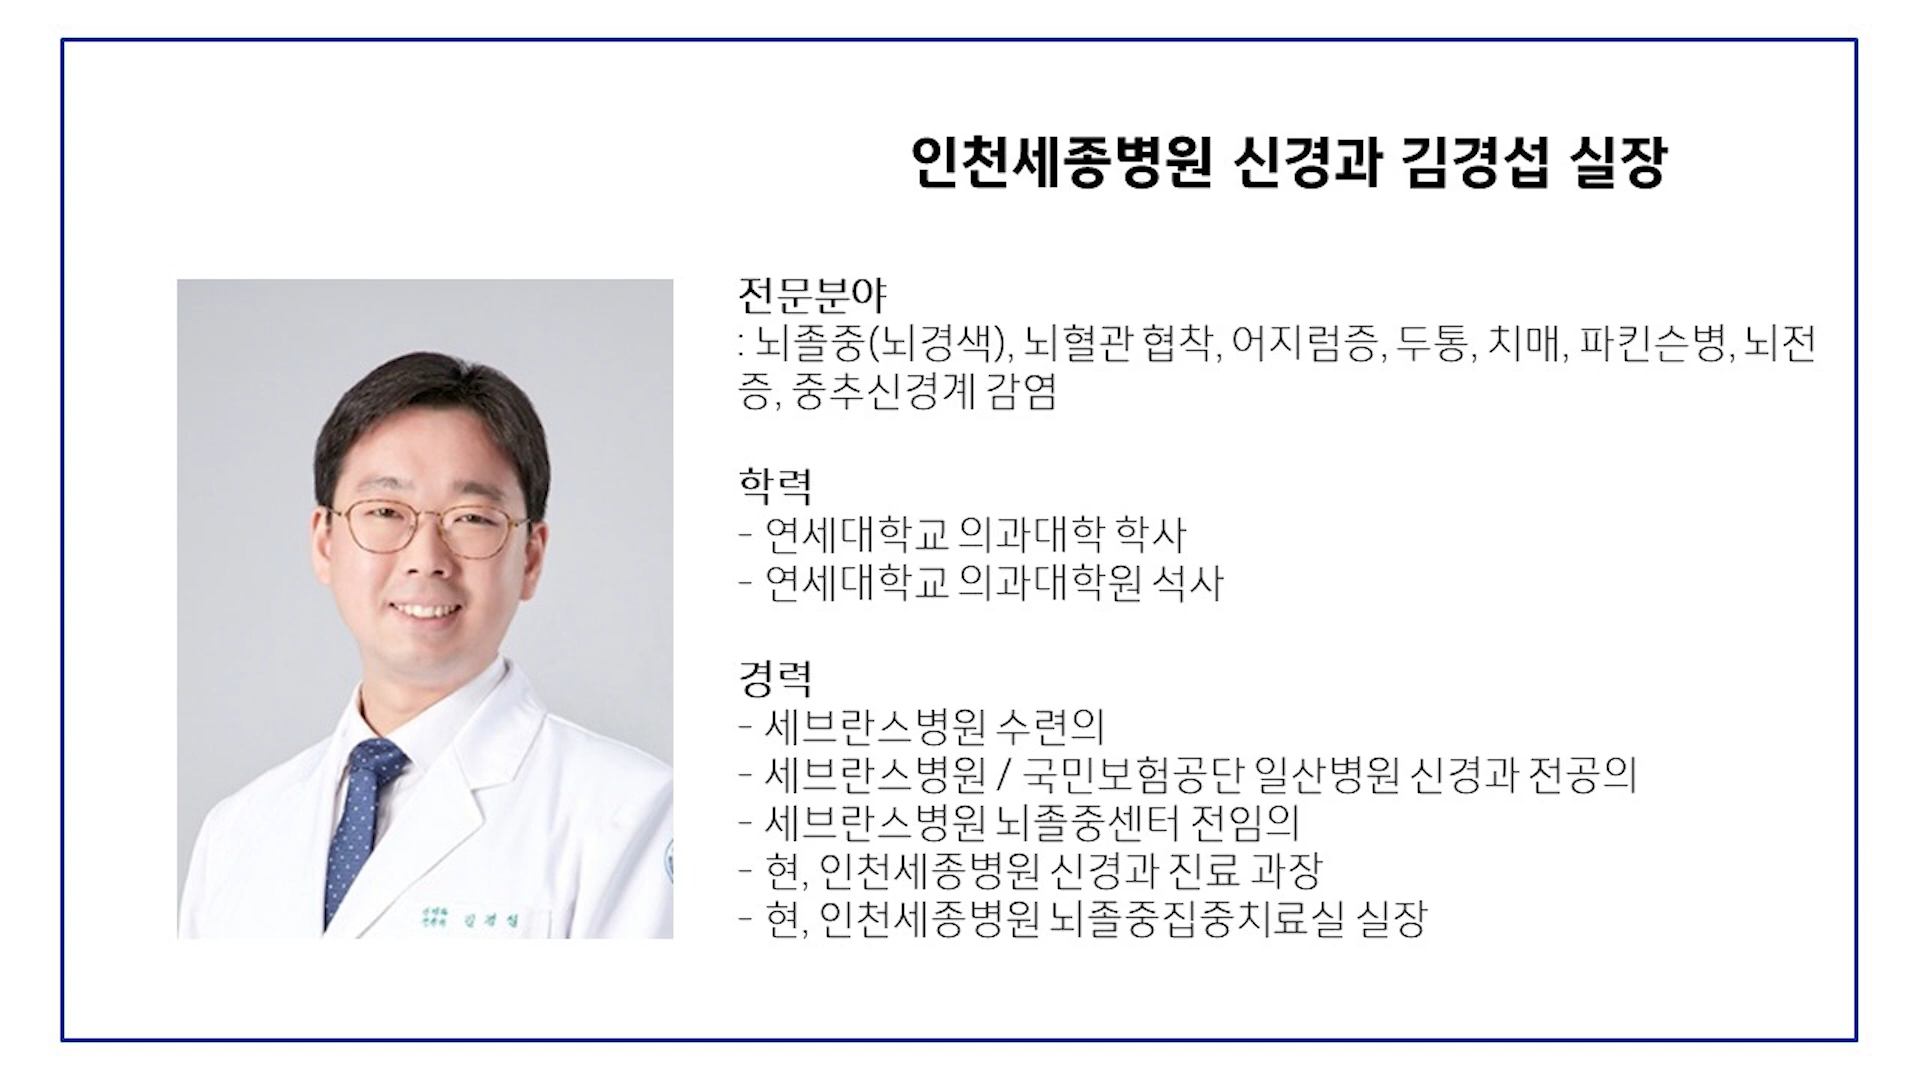 인천세종병원 신경과 김경섭 실장
전문분야
: 뇌졸중(뇌경색), 뇌혈관 협착, 어지럼증, 두통, 치매, 파킨슨병, 뇌전
증, 중추신경계 감염
학력
- 연세대학교 의과대학 학사
- 연세대학교 의과대학원 석사
경력
- 세브란스병원 수련의
- 세브란스병원 / 국민보험공단 일산병원 신경과 전공의
- 세브란스병원 뇌졸중센터 전임의
- 현, 인천세종병원 신경과 진료 과장
- 현, 인천세종병원 뇌졸중집중치료실 실장